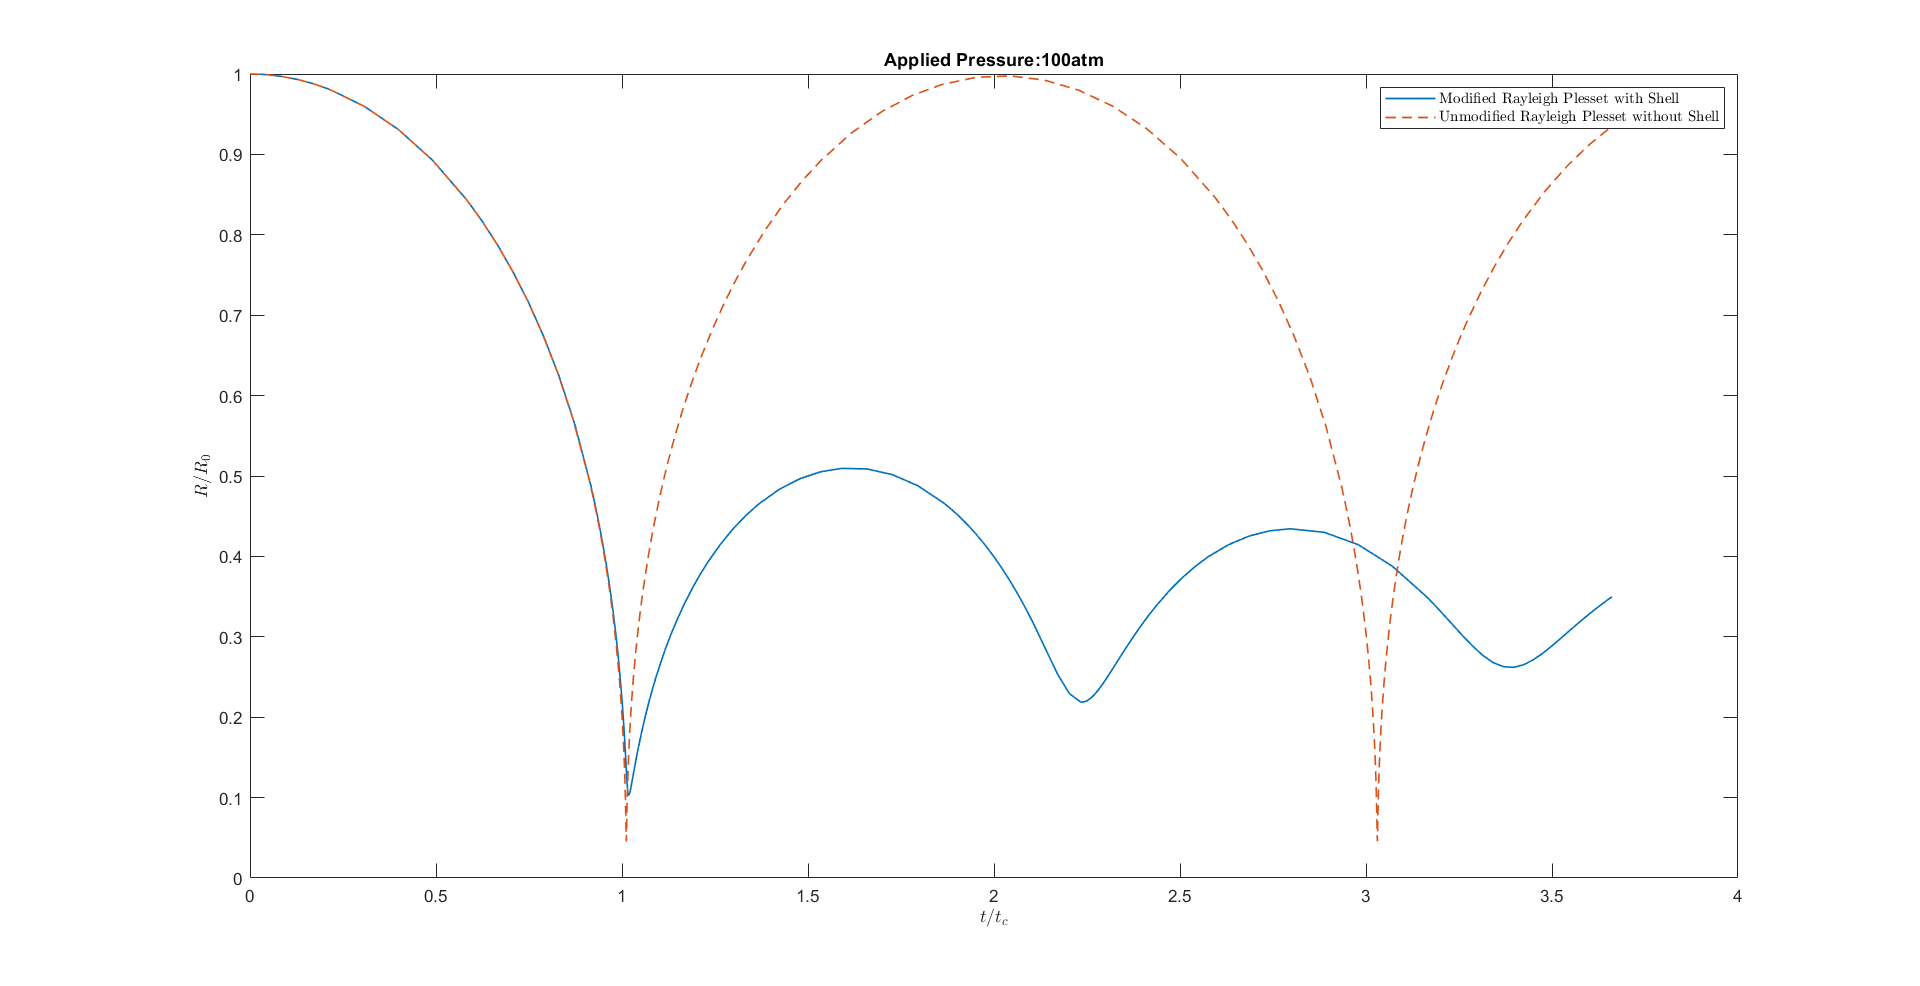 Applied Pressure:100atm
Modified Rayleigh Plesset with Shell
Unmodified Rayleigh Plesset without Shell
1
0.9
0.8
0.7
0.6
0.5
0.4
0.3
0.2
0.1
0
R/R₀
0 0.5 1 1.5 2 2.5 3 3.5 4
t/t_c